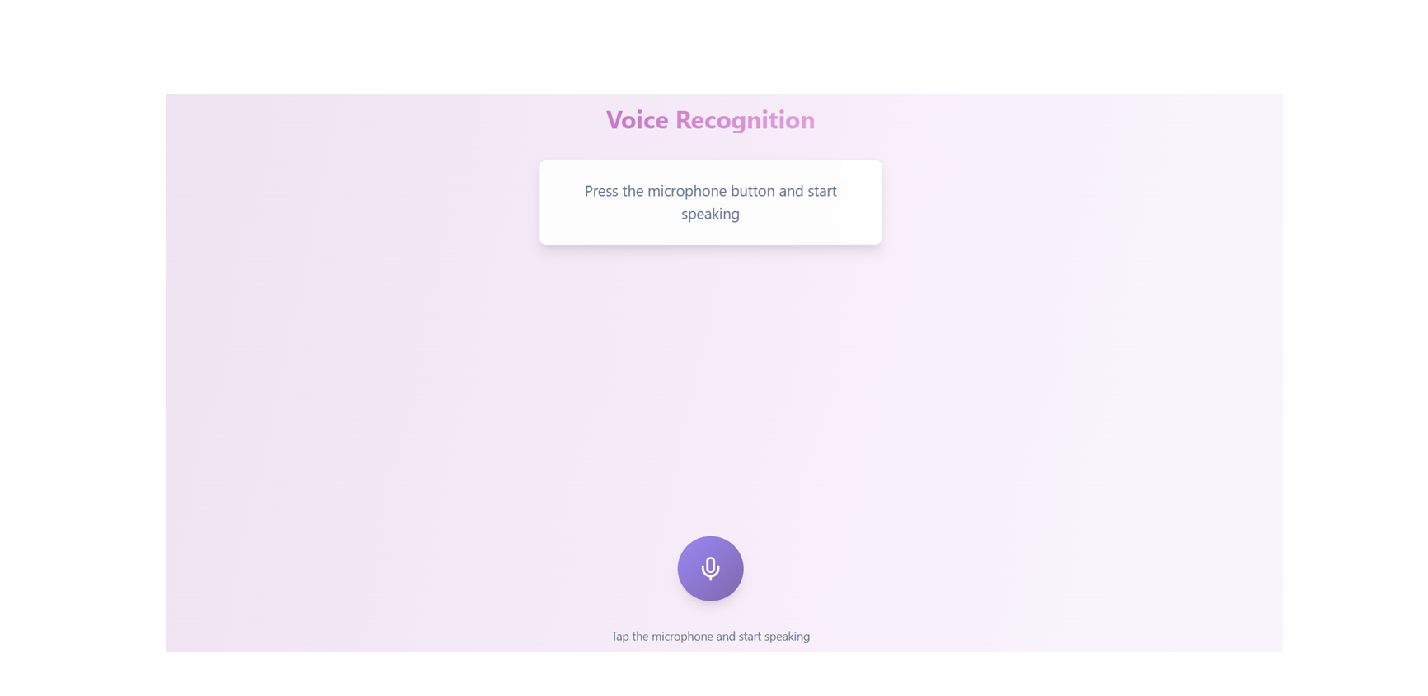 Voice Recognition
Press the microphone button and start
speaking
Tap the microphone and start speaking